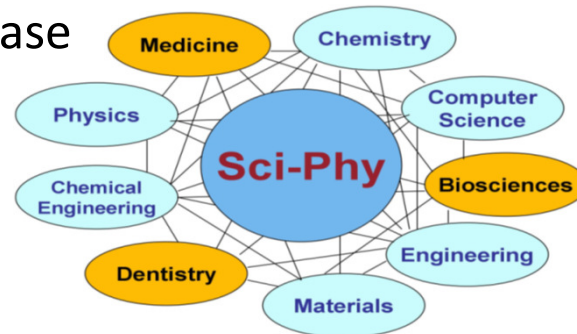 ase
Medicine
Chemistry
Physics
Computer
Science
Sci-Phy
Biosciences
Chemical
Engineering
Engineering
Dentistry
Materials